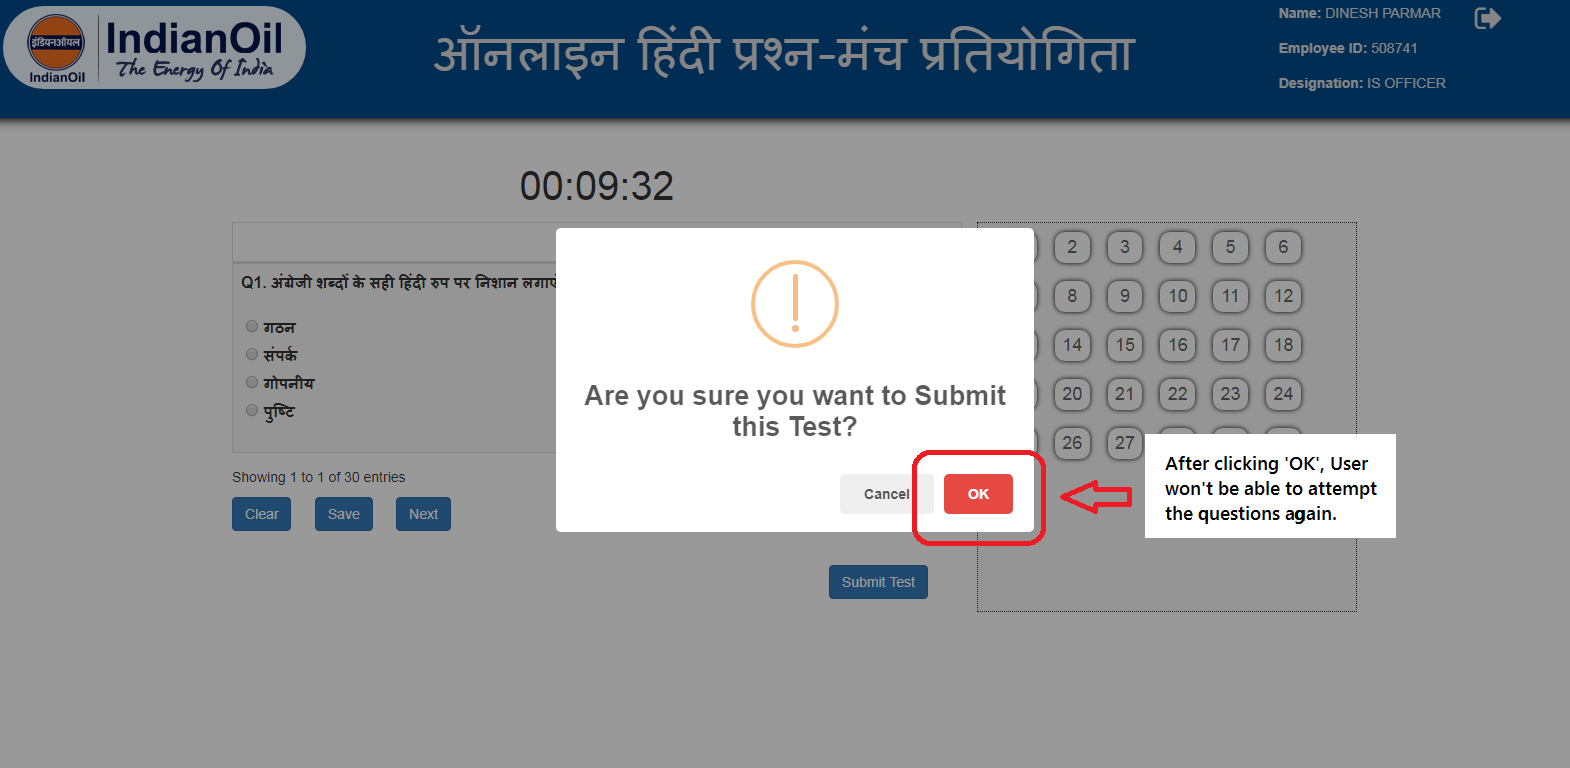 इंडियनऑयल
IndianOil
IndianOil
The Energy Of India
ऑनलाइन हिंदी प्रश्न-मंच प्रतियोगिता
Name: DINESH PARMAR
Employee ID: 508741
Designation: IS OFFICER
00:09:32
Q1. अंग्रेजी शब्दों के सही हिंदी रुप पर निशान लगाएं
गठन
संपर्क
गोपनीय
पुष्टि
Showing 1 to 1 of 30 entries
Clear Save Next
Submit Test
Are you sure you want to Submit
this Test?
Cancel OK
2 3 4 5 6
8 9 10 11 12
14 15 16 17 18
20 21 22 23 24
26 27
After clicking 'OK', User
won't be able to attempt
the questions again.